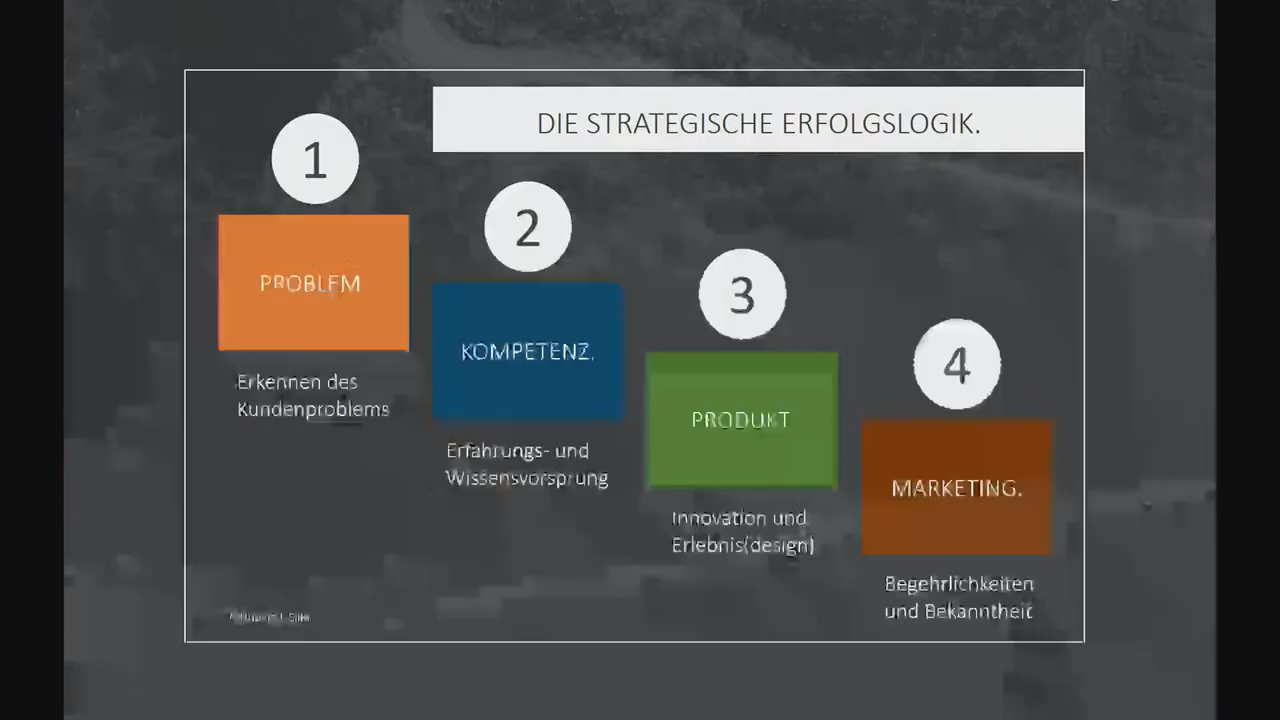 DIE STRATEGISCHE ERFOLGSLOGIK.
1
PROBLEM
Erkennen des
Kundenproblems
2
KOMPETENZ.
Erfahrungs- und
Wissensvorsprung
3
PRODUKT
Innovation und
Erlebnis(design)
4
MARKETING.
Begehrlichkeiten
und Bekanntheit